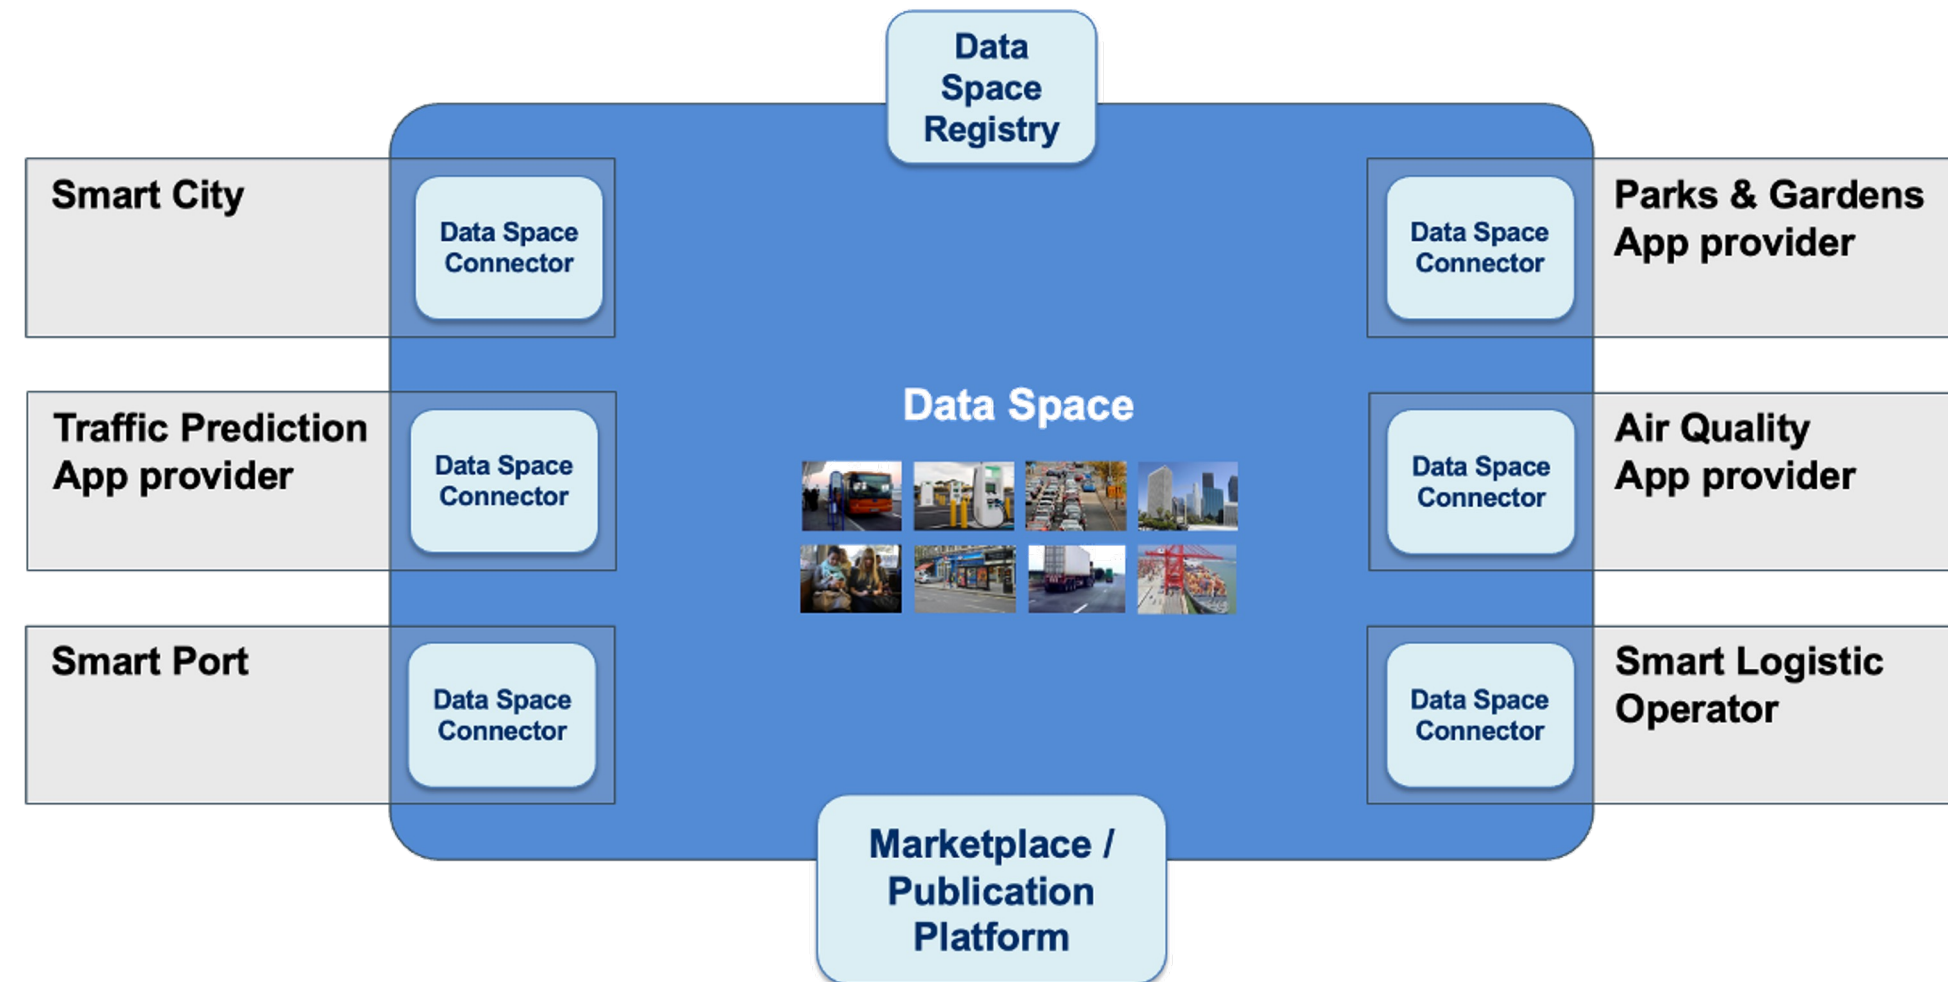 Data
Space
Registry
Smart City
Data Space
Connector
Data Space
Connector
Parks & Gardens
App provider
Data Space
Traffic Prediction
App provider
Data Space
Connector
Data Space
Connector
Air Quality
App provider
Smart Port
Data Space
Connector
Data Space
Connector
Smart Logistic
Operator
Marketplace /
Publication
Platform